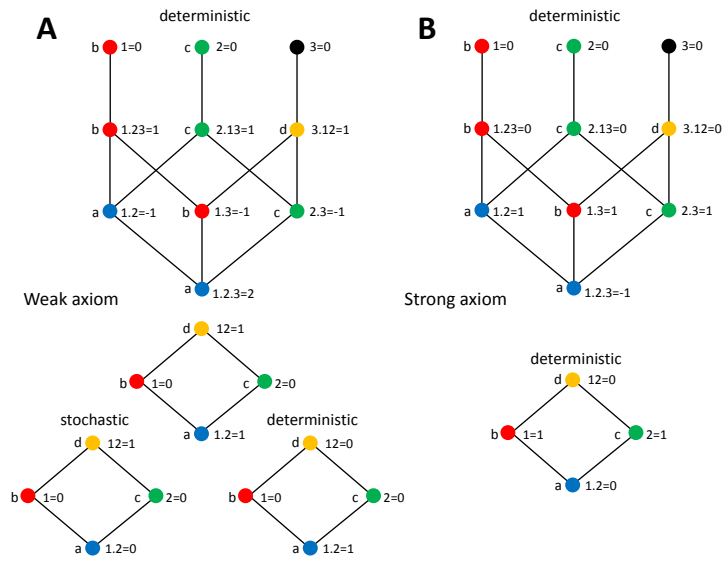 A
deterministic
b 1=0
c 2=0
3=0
b 1.23=1
c 2.13=1
d 3.12=1
a 1.2=-1
b 1.3=-1
c 2.3=-1
a 1.2.3=2
Weak axiom
d 12=1
b 1=0
c 2=0
a 1.2=1
stochastic
d 12=1
b 1=0
c 2=0
a 1.2=0
deterministic
d 12=0
b 1=0
c 2=0
a 1.2=1
B
deterministic
b 1=0
c 2=0
3=0
b 1.23=0
c 2.13=0
d 3.12=0
a 1.2=1
b 1.3=1
c 2.3=1
a 1.2.3=-1
Strong axiom
deterministic
d 12=0
b 1=1
c 2=1
a 1.2=0